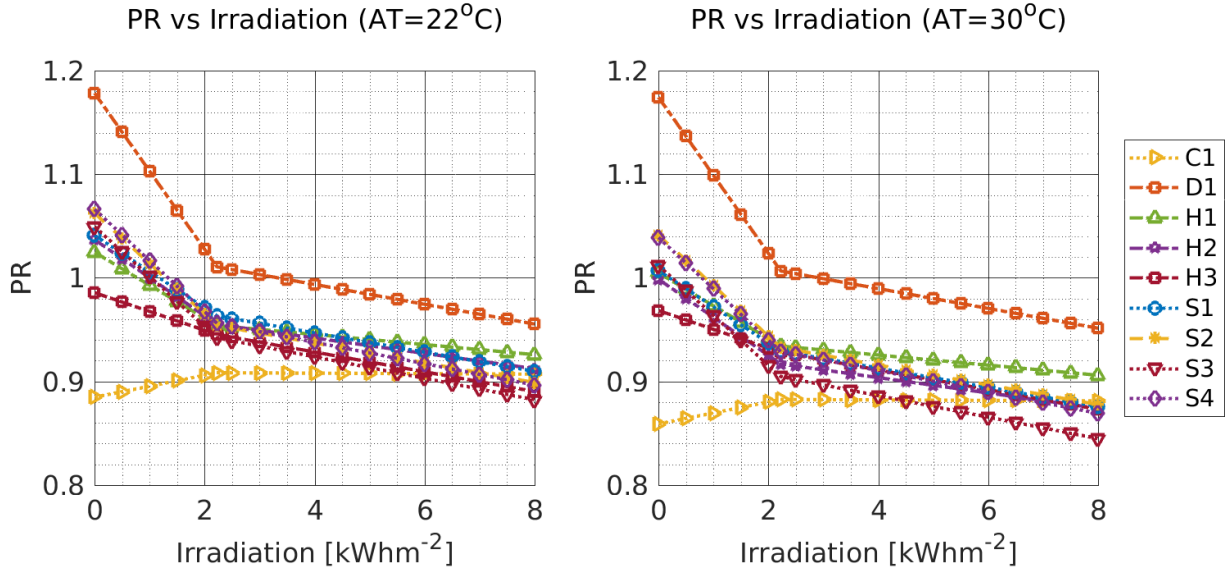 PR vs Irradiation (AT=22°C)
PR vs Irradiation (AT=30°C)
1.2
1.1
1
0.9
0.8
PR
0 2 4 6 8
Irradiation [kWhm⁻²]
1.2
1.1
1
0.9
0.8
PR
0 2 4 6 8
Irradiation [kWhm⁻²]
C1
D1
H1
H2
H3
S1
S2
S3
S4